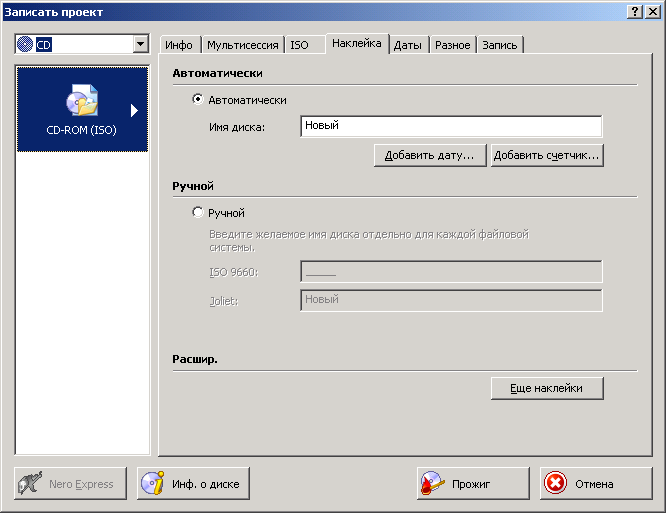 Записать проект
CD
Инфо Мультисессия ISO Наклейка Даты Разное Запись
CD-ROM (ISO)
Автоматически
Автоматически
Имя диска: Новый
Добавить дату... Добавить счетчик...
Ручной
Ручной
Введите желаемое имя диска отдельно для каждой файловой
системы.
ISO 9660: _____
Joliet: Новый
Расшир.
Еще наклейки
Nero Express Инф. о диске Прожиг Отмена